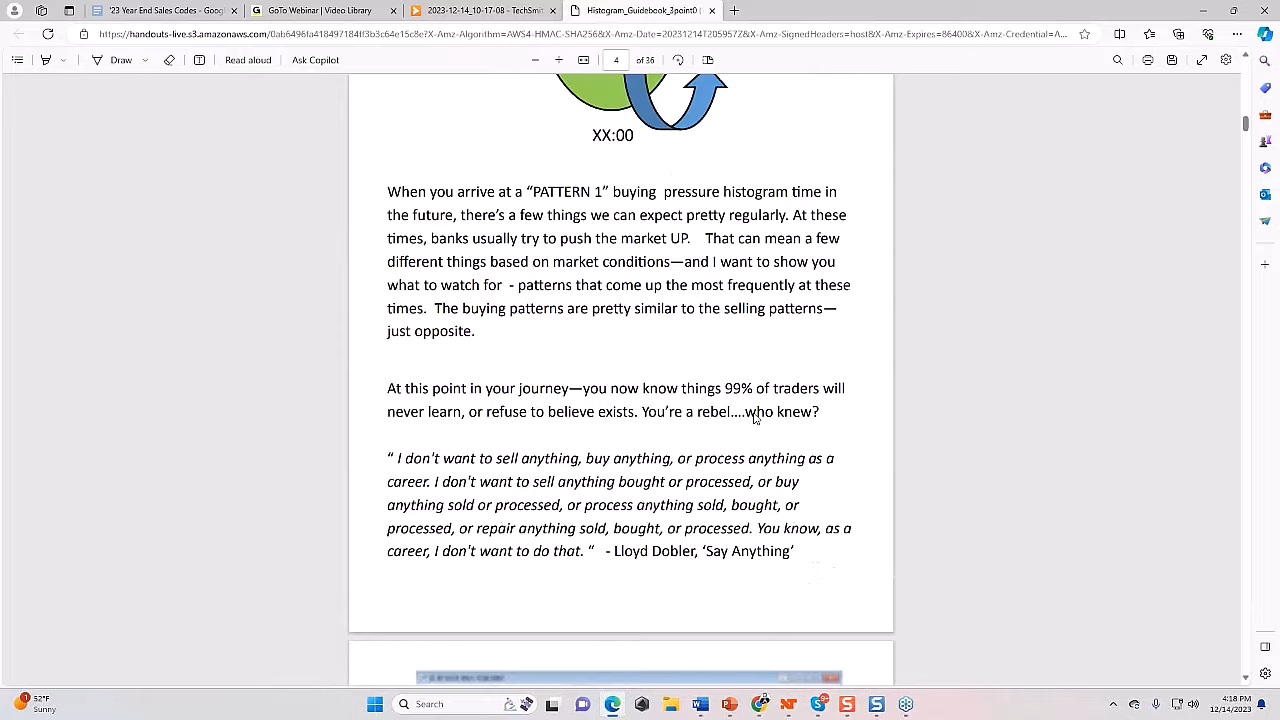 '23 Year End Sales Codes - Googl
GoTo Webinar | Video Library
2023-12-14_10-17-08 - TechSmit
Histogram_Guidebook_3point0
Draw
Read aloud
Ask Copilot
4
of 36
XX:00
When you arrive at a “PATTERN 1” buying pressure histogram time in
the future, there’s a few things we can expect pretty regularly. At these
times, banks usually try to push the market UP. That can mean a few
different things based on market conditions—and I want to show you
what to watch for - patterns that come up the most frequently at these
times. The buying patterns are pretty similar to the selling patterns—
just opposite.
At this point in your journey—you now know things 99% of traders will
never learn, or refuse to believe exists. You’re a rebel....who knew?
“ I don't want to sell anything, buy anything, or process anything as a
career. I don't want to sell anything bought or processed, or buy
anything sold or processed, or process anything sold, bought, or
processed, or repair anything sold, bought, or processed. You know, as a
career, I don't want to do that. “ - Lloyd Dobler, ‘Say Anything’
52°F
Sunny
Search
4:18 PM
12/14/2023